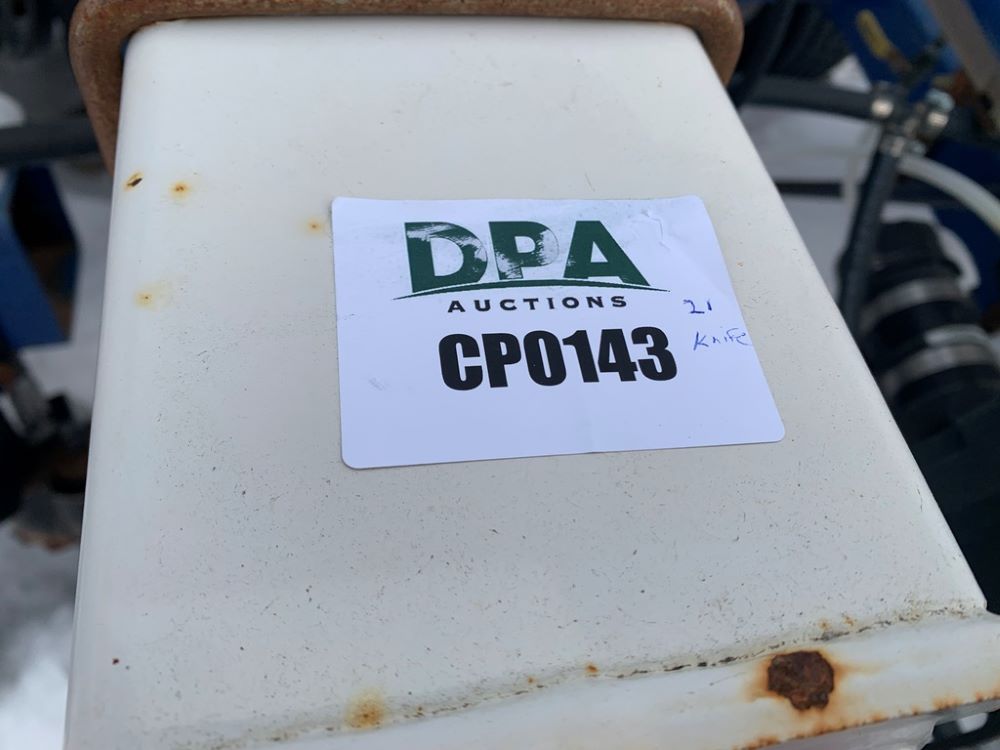 DPA
AUCTIONS
21
CP0143
Knife